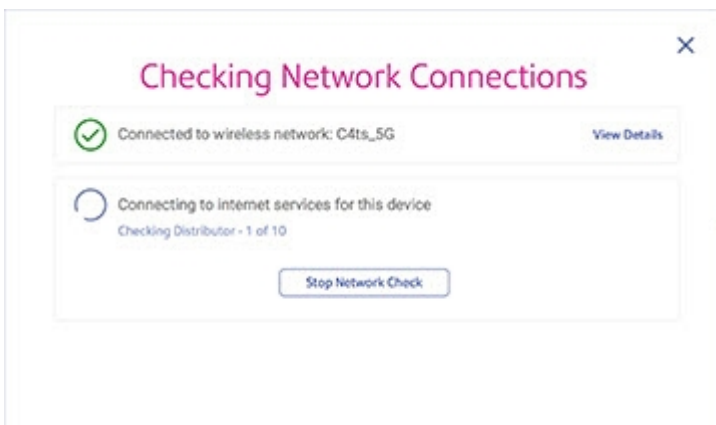 Checking Network Connections
Connected to wireless network: C4ts_5G
View Details
Connecting to internet services for this device
Checking Distributor - 1 of 10
Stop Network Check